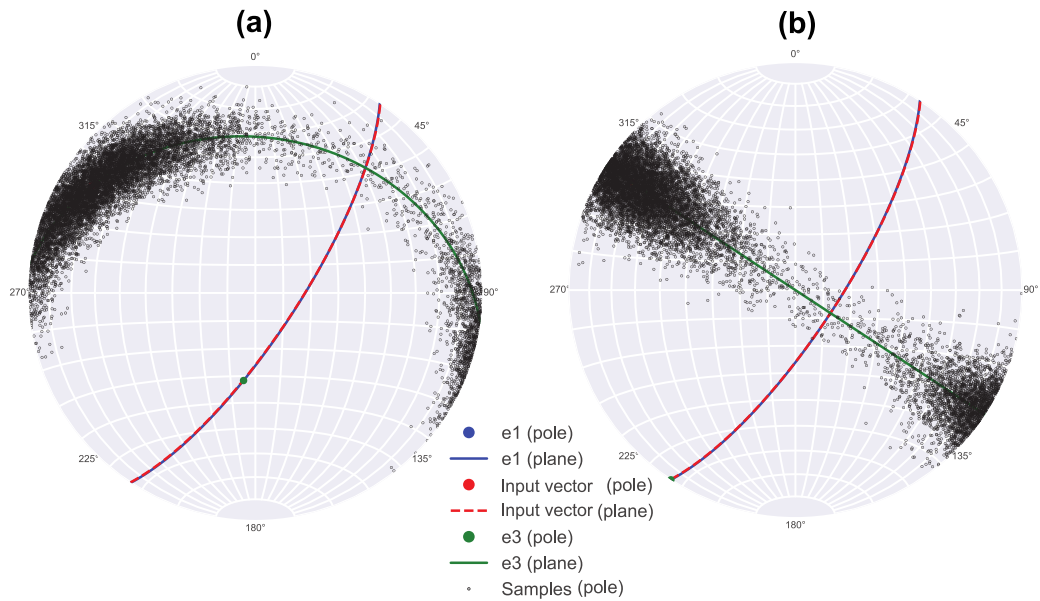 (a)
(b)
0°
0°
315°
45°
315°
45°
270°
90°
270°
90°
225°
135°
225°
135°
180°
180°
e1 (pole)
e1 (plane)
Input vector (pole)
Input vector (plane)
e3 (pole)
e3 (plane)
Samples (pole)